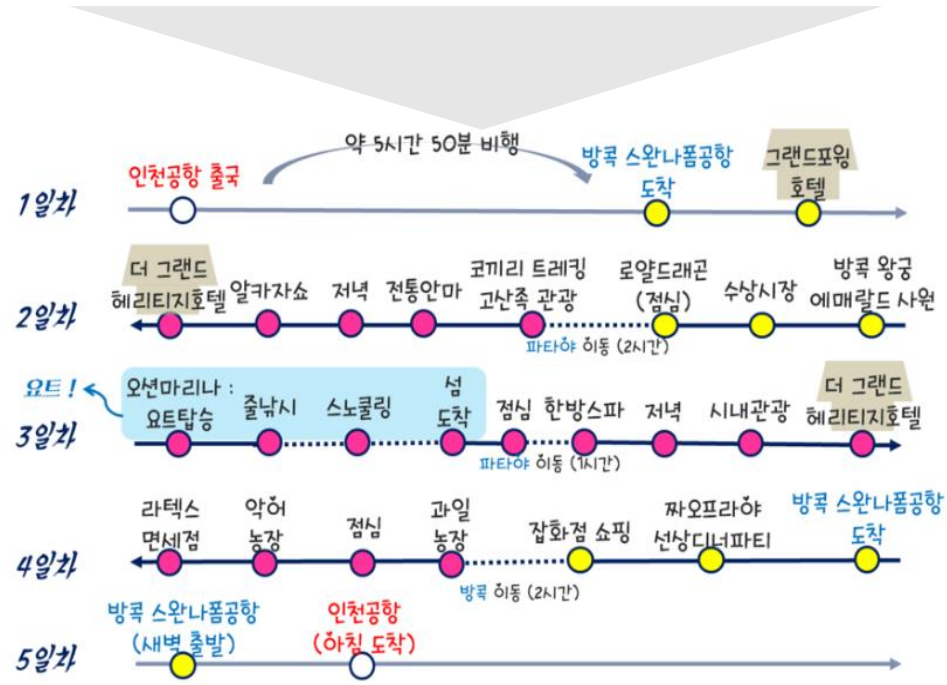 약 5시간 50분 비행
인천공항 출국
방콕 스완나폼공항
도착
그랜드포윙
호텔
1일차
더 그랜드
헤리티지호텔
알카자쇼
저녁
전통안마
코끼리 트레킹
고산족 관광
로얄드래곤
(점심)
수상시장
방콕 왕궁
에매랄드 사원
2일차
파타야 이동 (2시간)
요트!
오션마리나 :
요트탑승
줄낚시
스노쿨링
섬
도착
점심
한방스파
저녁
시내관광
더 그랜드
헤리티지호텔
3일차
파타야 이동 (1시간)
라텍스
면세점
악어
농장
점심
과일
농장
잡화점 쇼핑
짜오프라야
선상디너파티
방콕 스완나폼공항
도착
4일차
방콕 이동 (2시간)
방콕 스완나폼공항
(새벽 출발)
인천공항
(아침 도착)
5일차